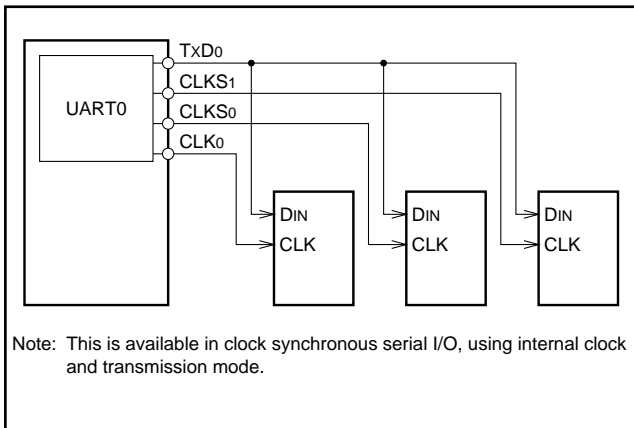 TxD0
CLKS1
UART0
CLKS0
CLK0
DIN DIN DIN
CLK CLK CLK
Note: This is available in clock synchronous serial I/O, using internal clock
and transmission mode.